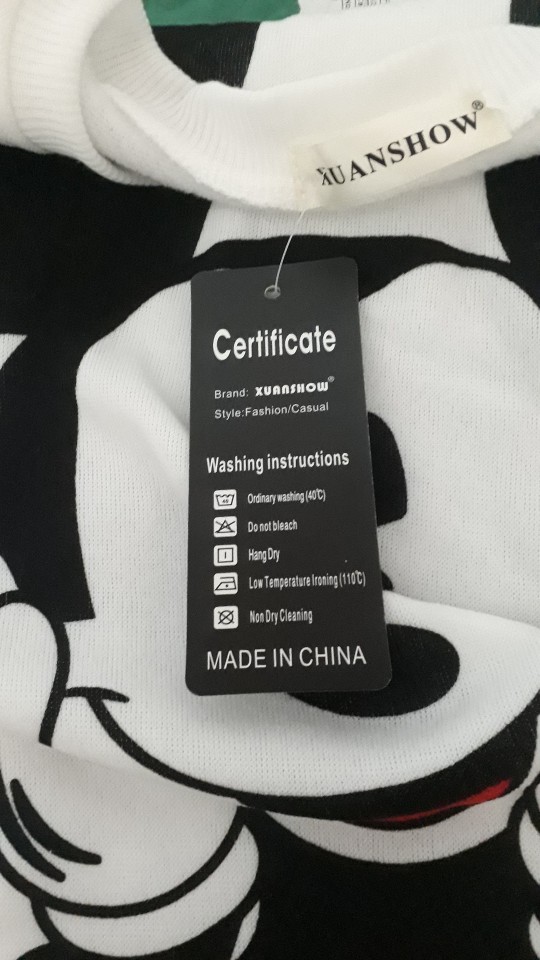 XUANSHOW®
Certificate
Brand: XUANSHOW®
Style:Fashion/Casual
Washing instructions
40
Ordinary washing (40℃)
Do not bleach
Hang Dry
Low Temperature Ironing (110℃)
Non Dry Cleaning
MADE IN CHINA